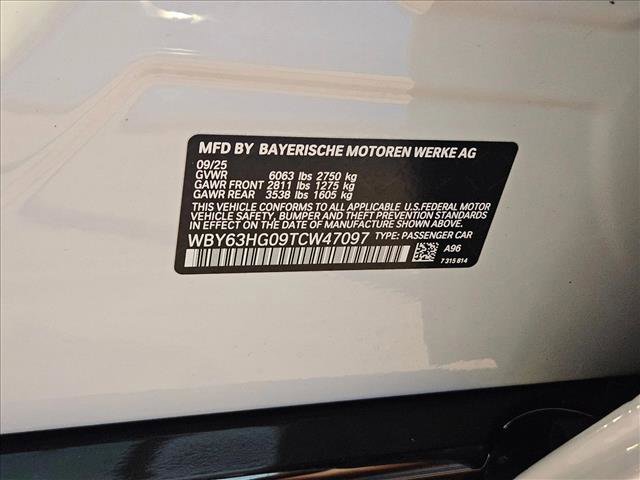 MFD BY BAYERISCHE MOTOREN WERKE AG
09/25
GVWR 6063 lbs 2750 kg
GAWR FRONT 2811 lbs 1275 kg
GAWR REAR 3538 lbs 1605 kg
THIS VEHICLE CONFORMS TO ALL APPLICABLE U.S.FEDERAL MOTOR
VEHICLE SAFETY, BUMPER AND THEFT PREVENTION STANDARDS
IN EFFECT ON THE DATE OF MANUFACTURE SHOWN ABOVE.
WBY63HG09TCW47097 TYPE: PASSENGER CAR
A96
7 315 814